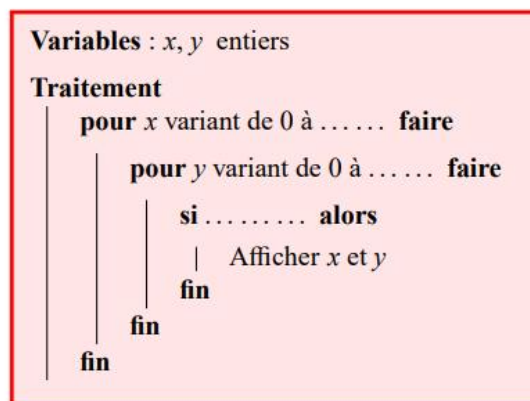 Variables : x, y entiers
Traitement
pour x variant de 0 à ...... faire
pour y variant de 0 à ...... faire
si ......... alors
Afficher x et y
fin
fin
fin